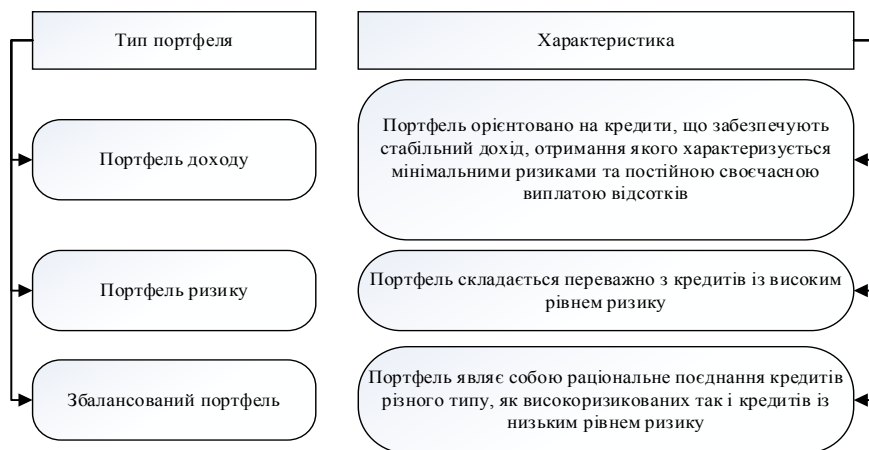 Тип портфеля
Характеристика
Портфель доходу
Портфель орієнтовано на кредити, що забезпечують
стабільний дохід, отримання якого характеризується
мінімальними ризиками та постійною своєчасною
виплатою відсотків
Портфель ризику
Портфель складається переважно з кредитів із високим
рівнем ризику
Збалансований портфель
Портфель являє собою раціональне поєднання кредитів
різного типу, як високоризикованих так і кредитів із
низьким рівнем ризику